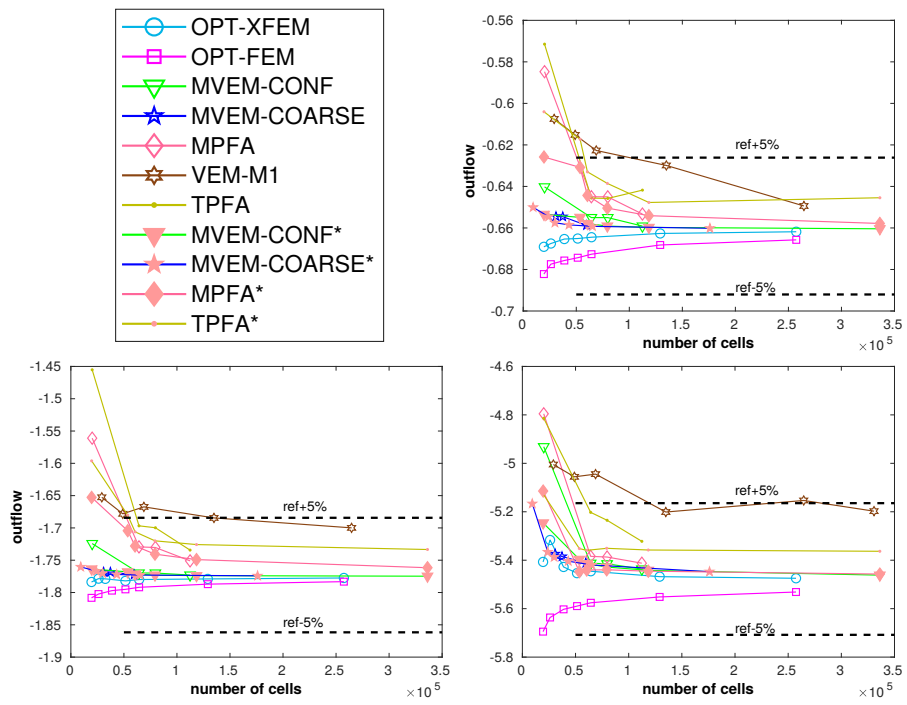 OPT-XFEM
OPT-FEM
MVEM-CONF
MVEM-COARSE
MPFA
VEM-M1
TPFA
MVEM-CONF*
MVEM-COARSE*
MPFA*
TPFA*
-0.56
-0.58
-0.6
-0.62
-0.64
-0.66
-0.68
-0.7
outflow
ref+5%
ref-5%
0 0.5 1 1.5 2 2.5 3 3.5
number of cells
×10^5
-1.45
-1.5
-1.55
-1.6
-1.65
-1.7
-1.75
-1.8
-1.85
-1.9
outflow
ref+5%
ref-5%
0 0.5 1 1.5 2 2.5 3 3.5
number of cells
×10^5
-4.6
-4.8
-5
-5.2
-5.4
-5.6
-5.8
outflow
ref+5%
ref-5%
0 0.5 1 1.5 2 2.5 3 3.5
number of cells
×10^5